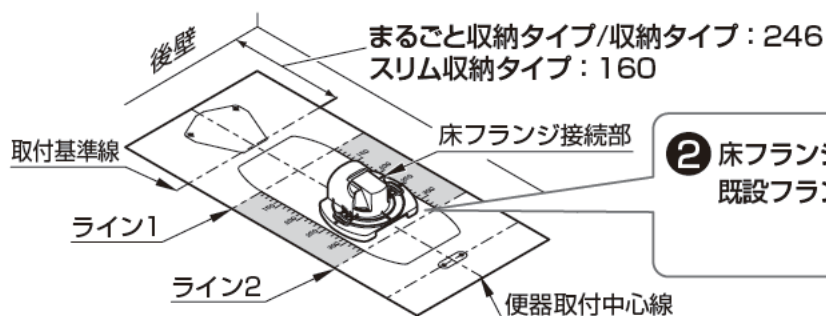 後壁
まるごと収納タイプ/収納タイプ：246
スリム収納タイプ：160
取付基準線
床フランジ接続部
❷ 床フランジ
既設フラン
ライン1
ライン2
便器取付中心線